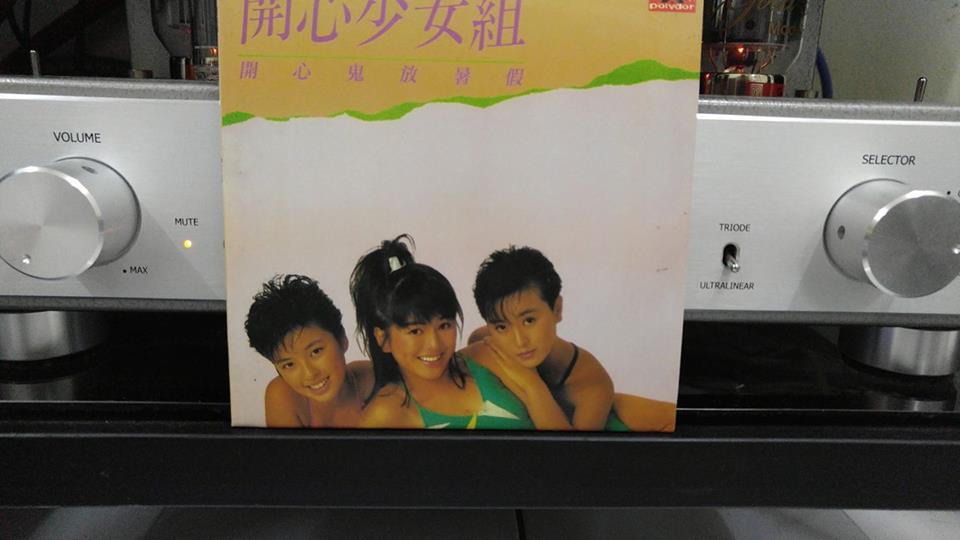 開心少女組
polydor
開心鬼放暑假
VOLUME
SELECTOR
MUTE
TRIODE
MAX
ULTRALINEAR